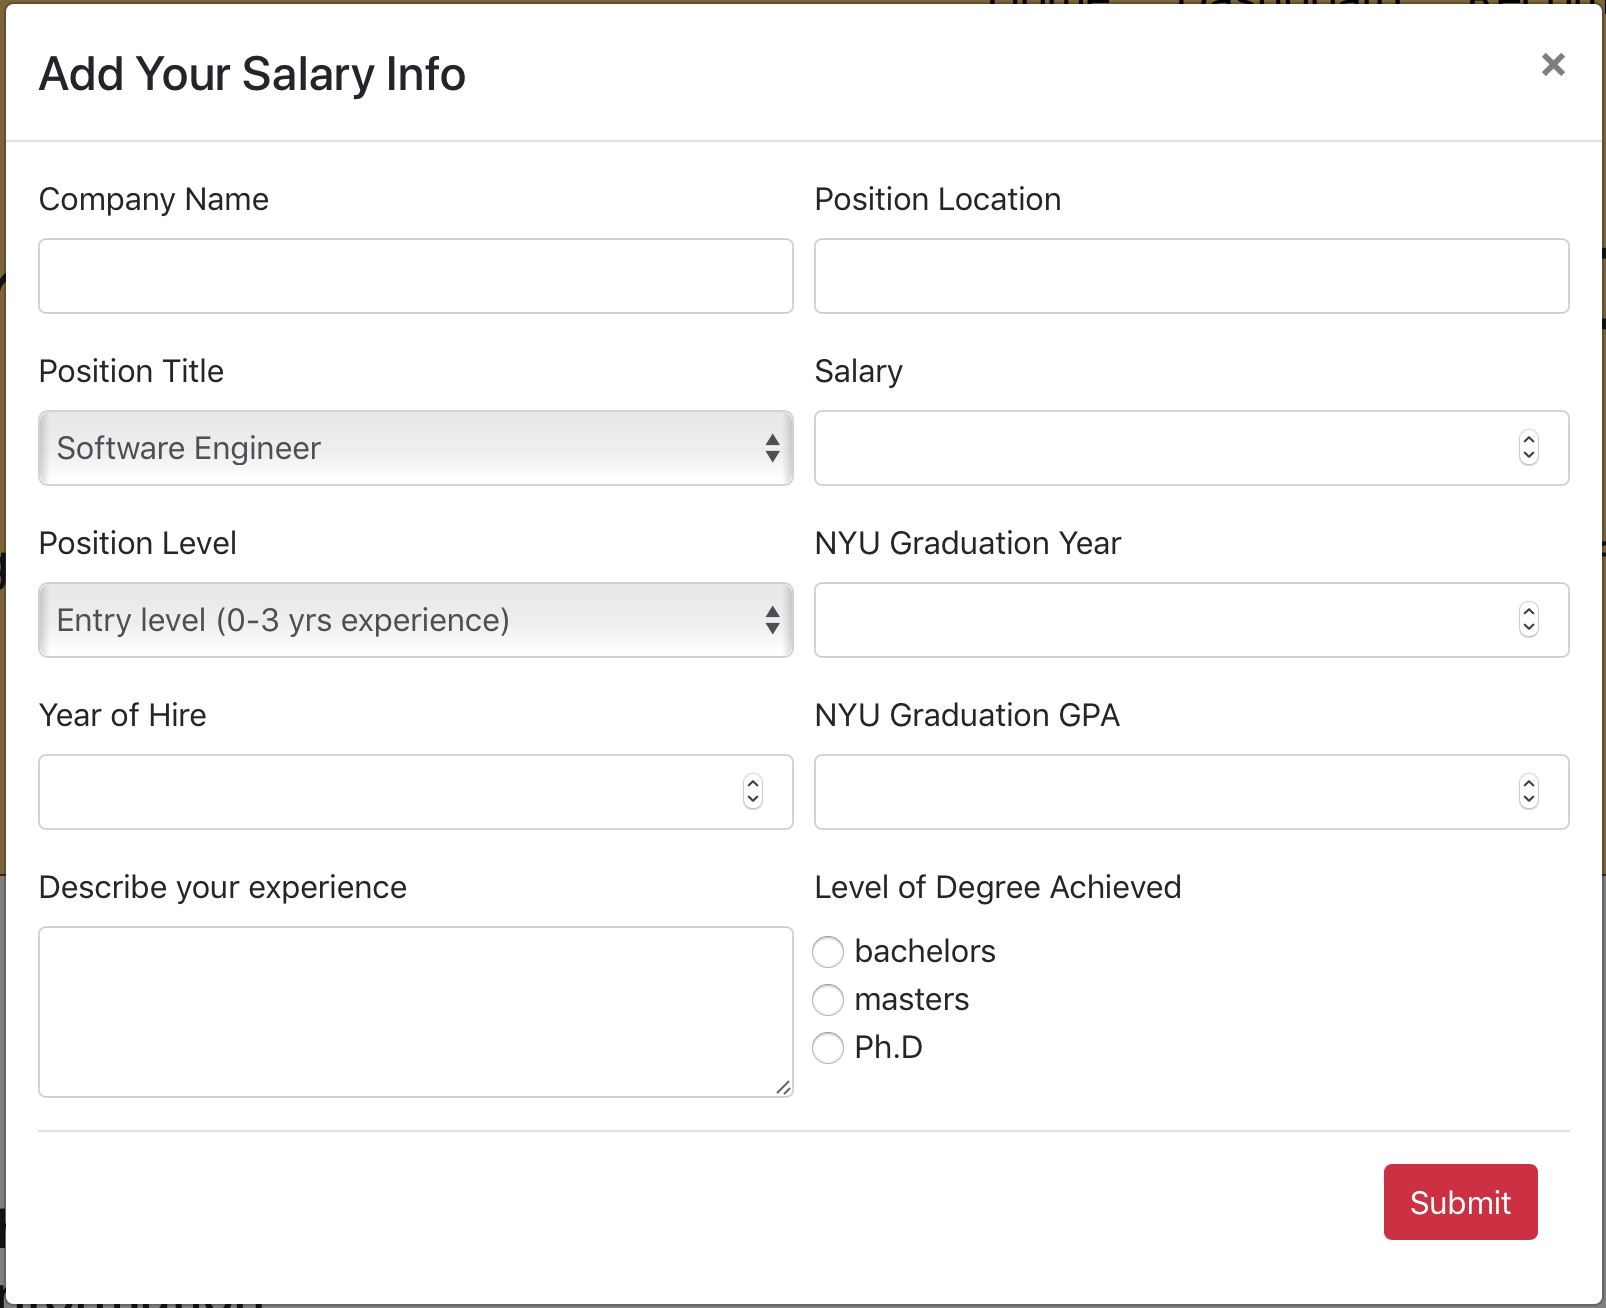 Add Your Salary Info
×
Company Name
Position Location
Position Title
Salary
Software Engineer
Position Level
NYU Graduation Year
Entry level (0-3 yrs experience)
Year of Hire
NYU Graduation GPA
Describe your experience
Level of Degree Achieved
bachelors
masters
Ph.D
Submit